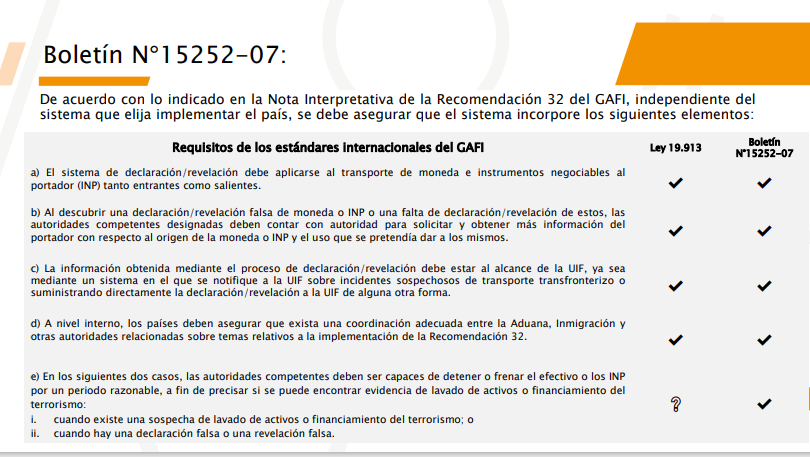 Boletín N°15252-07:
De acuerdo con lo indicado en la Nota Interpretativa de la Recomendación 32 del GAFI, independiente del
sistema que elija implementar el país, se debe asegurar que el sistema incorpore los siguientes elementos:
Requisitos de los estándares internacionales del GAFI
Ley 19.913
Boletín
N°15252-07
a) El sistema de declaración/revelación debe aplicarse al transporte de moneda e instrumentos negociables al
portador (INP) tanto entrantes como salientes.
✔ ✔
b) Al descubrir una declaración/revelación falsa de moneda o INP o una falta de declaración/revelación de estos, las
autoridades competentes designadas deben contar con autoridad para solicitar y obtener más información del
portador con respecto al origen de la moneda o INP y el uso que se pretendía dar a los mismos.
✔ ✔
c) La información obtenida mediante el proceso de declaración/revelación debe estar al alcance de la UIF, ya sea
mediante un sistema en el que se notifique a la UIF sobre incidentes sospechosos de transporte transfronterizo o
suministrando directamente la declaración/revelación a la UIF de alguna otra forma.
✔ ✔
d) A nivel interno, los países deben asegurar que exista una coordinación adecuada entre la Aduana, Inmigración y
otras autoridades relacionadas sobre temas relativos a la implementación de la Recomendación 32.
✔ ✔
e) En los siguientes dos casos, las autoridades competentes deben ser capaces de detener o frenar el efectivo o los INP
por un periodo razonable, a fin de precisar si se puede encontrar evidencia de lavado de activos o financiamiento del
terrorismo:
? ✔
i. cuando existe una sospecha de lavado de activos o financiamiento del terrorismo; o
ii. cuando hay una declaración falsa o una revelación falsa.